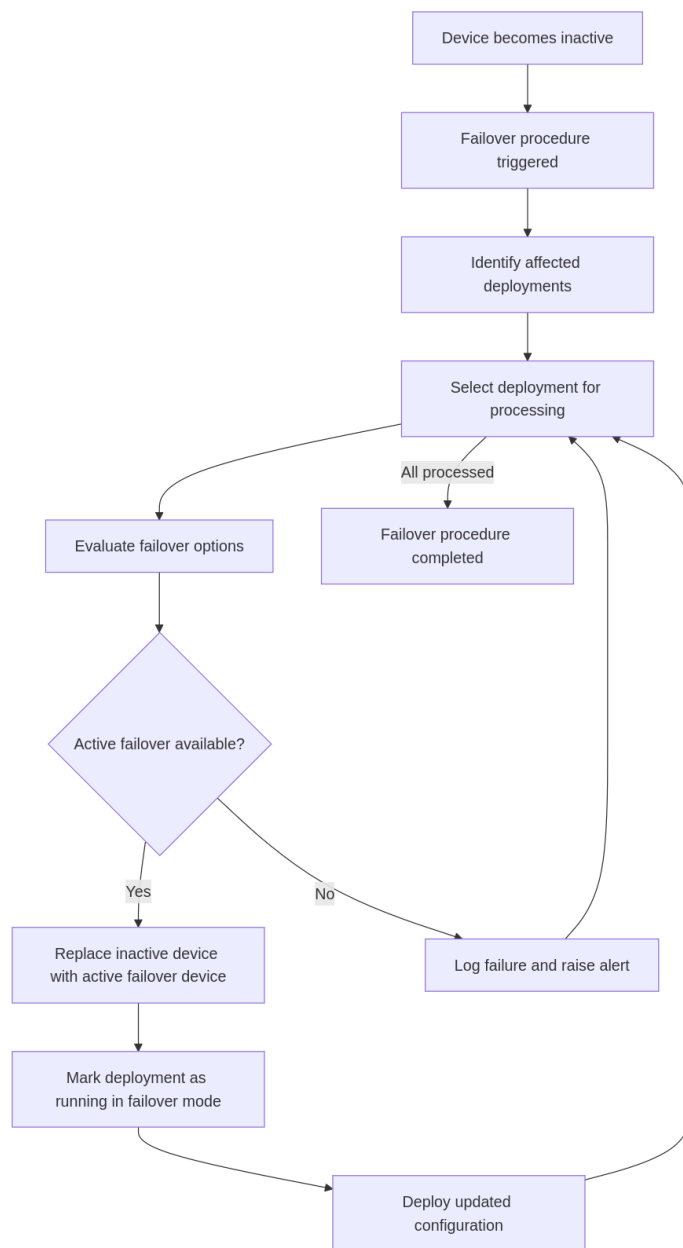 Device becomes inactive
Failover procedure
triggered
Identify affected
deployments
Select deployment for
processing
All processed
Evaluate failover options
Failover procedure
completed
Active failover available?
Yes
No
Replace inactive device
with active failover device
Log failure and raise alert
Mark deployment as
running in failover mode
Deploy updated
configuration